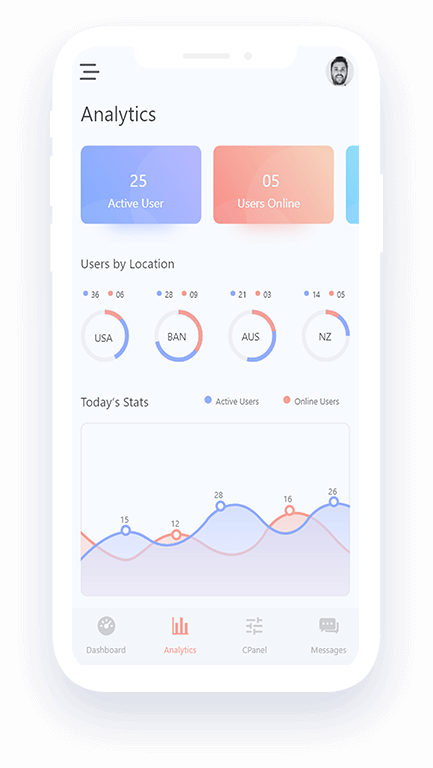 Analytics
25
Active User
05
Users Online
Users by Location
36 06
28 09
21 03
14 05
USA
BAN
AUS
NZ
Today's Stats
Active Users
Online Users
15
12
28
16
26
Dashboard
Analytics
CPanel
Messages